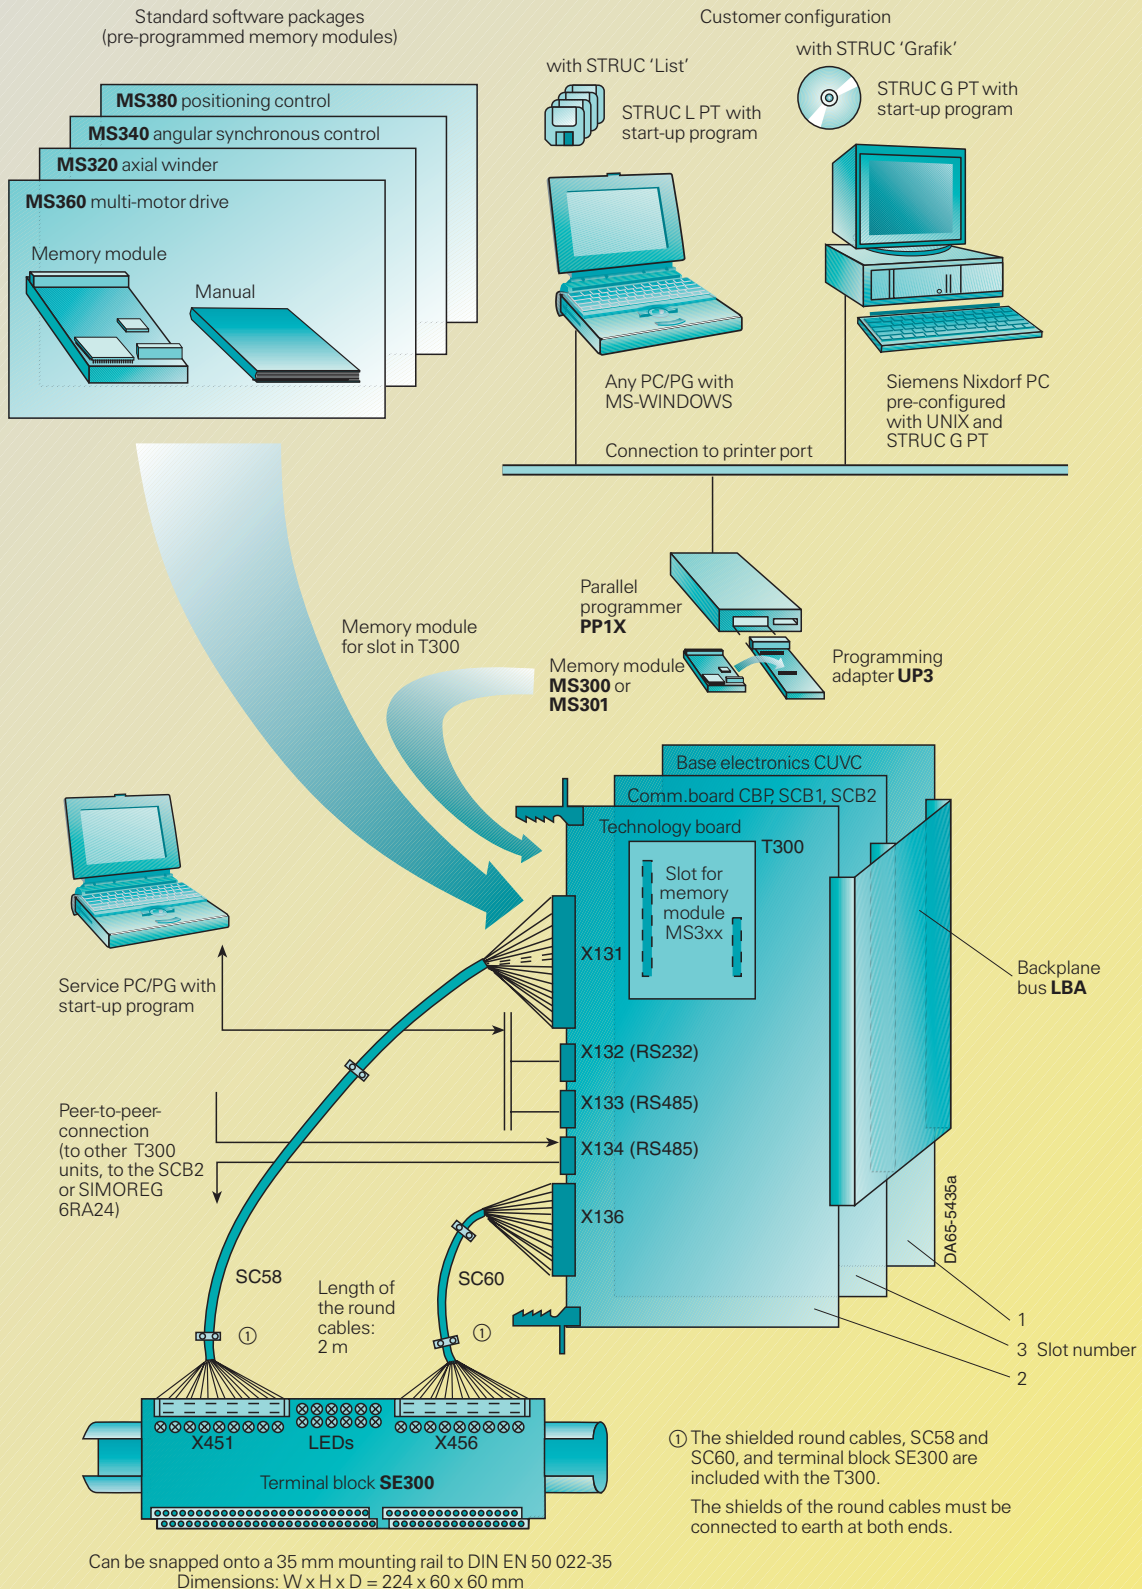 Standard software packages
(pre-programmed memory modules)
Customer configuration
with STRUC 'List'
with STRUC 'Grafik'
STRUC L PT with
start-up program
STRUC G PT with
start-up program
MS380 positioning control
MS340 angular synchronous control
MS320 axial winder
MS360 multi-motor drive
Memory module
Manual
Any PC/PG with
MS-WINDOWS
Siemens Nixdorf PC
pre-configured
with UNIX and
STRUC G PT
Connection to printer port
Parallel
programmer
PP1X
Memory module
for slot in T300
Memory module
MS300 or
MS301
Programming
adapter UP3
Base electronics CUVC
Comm.board CBP, SCB1, SCB2
Technology board
T300
Slot for
memory
module
MS3xx
X131
Backplane
bus LBA
Service PC/PG with
start-up program
X132 (RS232)
X133 (RS485)
X134 (RS485)
Peer-to-peer-
connection
(to other T300
units, to the SCB2
or SIMOREG
6RA24)
X136
DA65-5435a
SC58
SC60
Length of
the round
cables:
2 m
①
①
1
3 Slot number
2
X451
LEDs
X456
Terminal block SE300
① The shielded round cables, SC58 and
SC60, and terminal block SE300 are
included with the T300.
The shields of the round cables must be
connected to earth at both ends.
Can be snapped onto a 35 mm mounting rail to DIN EN 50 022-35
Dimensions: W x H x D = 224 x 60 x 60 mm